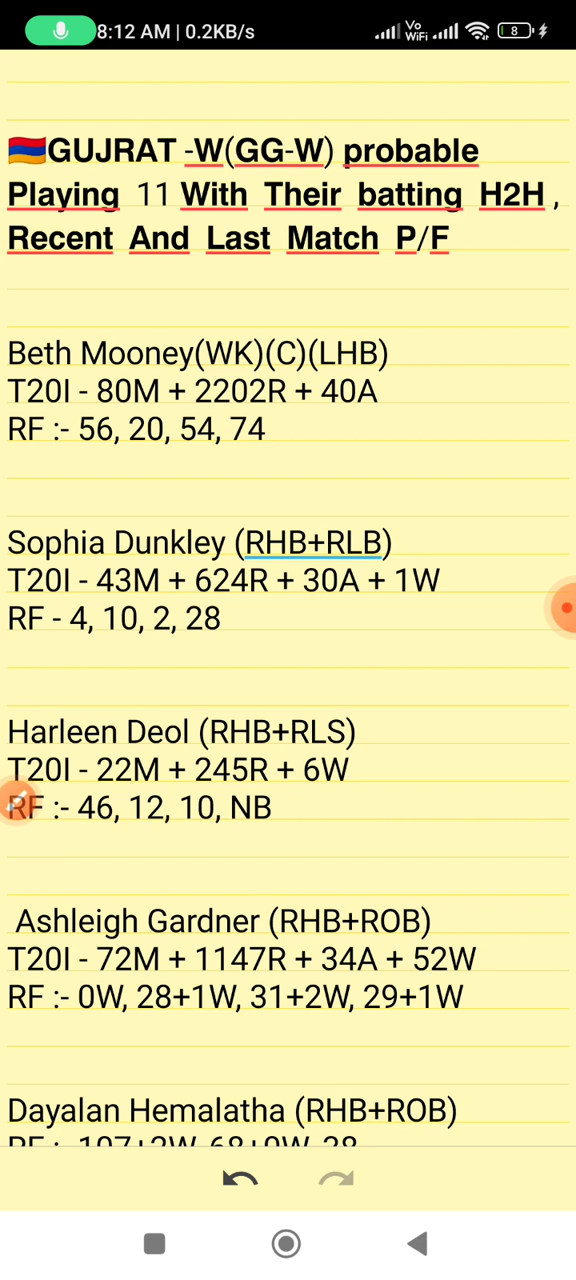 8:12 AM | 0.2KB/s Vo WiFi 8
GUJRAT -W(GG-W) probable
Playing 11 With Their batting H2H ,
Recent And Last Match P/F
Beth Mooney(WK)(C)(LHB)
T20I - 80M + 2202R + 40A
RF :- 56, 20, 54, 74
Sophia Dunkley (RHB+RLB)
T20I - 43M + 624R + 30A + 1W
RF - 4, 10, 2, 28
Harleen Deol (RHB+RLS)
T20I - 22M + 245R + 6W
RF :- 46, 12, 10, NB
Ashleigh Gardner (RHB+ROB)
T20I - 72M + 1147R + 34A + 52W
RF :- 0W, 28+1W, 31+2W, 29+1W
Dayalan Hemalatha (RHB+ROB)